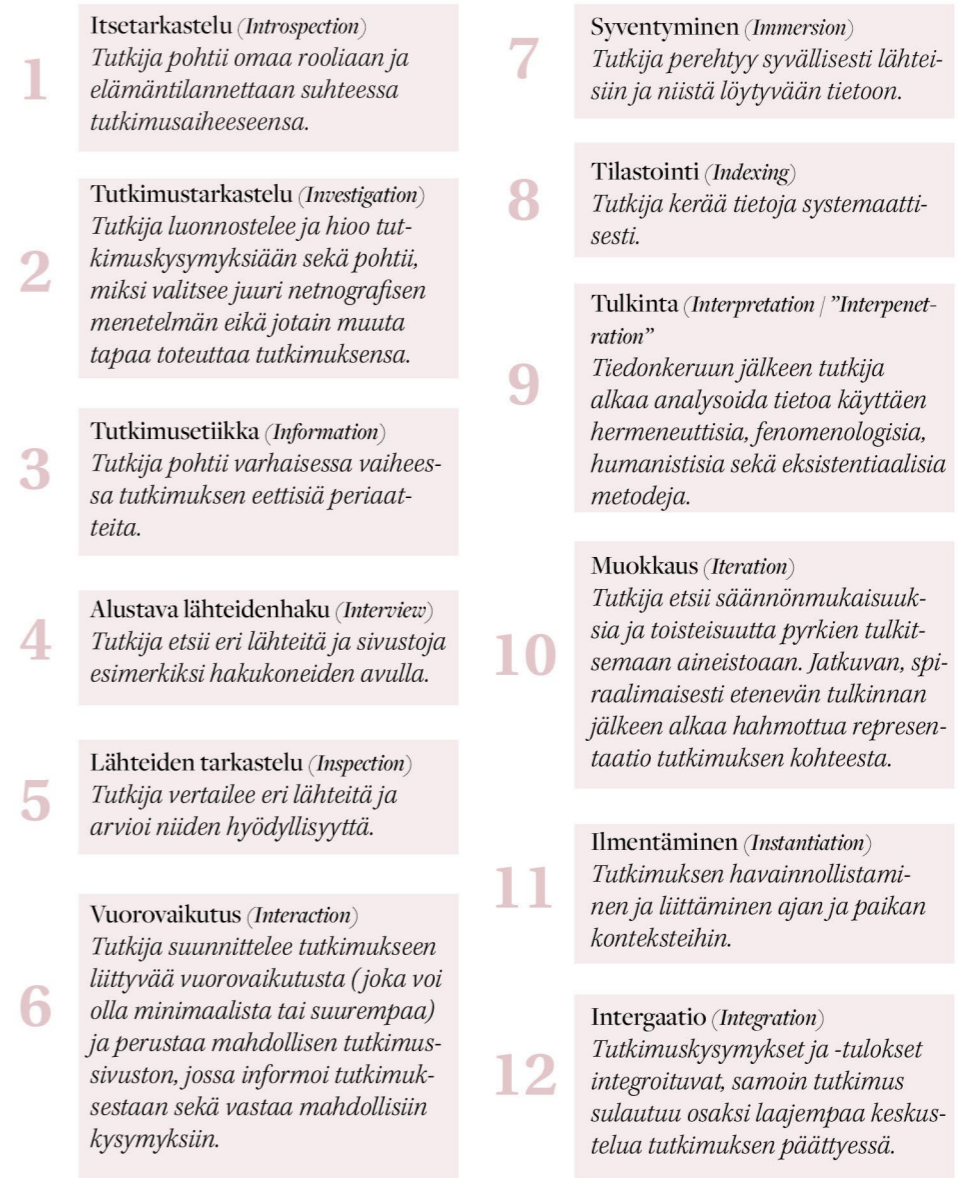 1
Itsetarkastelu (Introspection)
Tutkija pohtii omaa rooliaan ja
elämäntilannettaan suhteessa
tutkimusaiheeseensa.
2
Tutkimustarkastelu (Investigation)
Tutkija luonnostelee ja hioo tut-
kimuskysymyksiään sekä pohtii,
miksi valitsee juuri netnografisen
menetelmän eikä jotain muuta
tapaa toteuttaa tutkimuksensa.
3
Tutkimusetiikka (Information)
Tutkija pohtii varhaisessa vaihees-
sa tutkimuksen eettisiä periaat-
teita.
4
Alustava lähteidenhaku (Interview)
Tutkija etsii eri lähteitä ja sivustoja
esimerkiksi hakukoneiden avulla.
5
Lähteiden tarkastelu (Inspection)
Tutkija vertailee eri lähteitä ja
arvioi niiden hyödyllisyyttä.
6
Vuorovaikutus (Interaction)
Tutkija suunnittelee tutkimukseen
liittyvää vuorovaikutusta (joka voi
olla minimaalista tai suurempaa)
ja perustaa mahdollisen tutkimus-
sivuston, jossa informoi tutkimuk-
sestaan sekä vastaa mahdollisiin
kysymyksiin.
7
Syventyminen (Immersion)
Tutkija perehtyy syvällisesti lähtei-
siin ja niistä löytyvään tietoon.
8
Tilastointi (Indexing)
Tutkija kerää tietoja systemaatti-
sesti.
9
Tulkinta (Interpretation / ”Interpenet-
ration”
Tiedonkeruun jälkeen tutkija
alkaa analysoida tietoa käyttäen
hermeneuttisia, fenomenologisia,
humanistisia sekä eksistentiaalisia
metodeja.
10
Muokkaus (Iteration)
Tutkija etsii säännönmukaisuuk-
sia ja toisteisuutta pyrkien tulkit-
semaan aineistoaan. Jatkuvan, spi-
raalimaisesti etenevän tulkinnan
jälkeen alkaa hahmottua represen-
taatio tutkimuksen kohteesta.
11
Ilmentäminen (Instantiation)
Tutkimuksen havainnollistami-
nen ja liittäminen ajan ja paikan
konteksteihin.
12
Intergaatio (Integration)
Tutkimuskysymykset ja -tulokset
integroituvat, samoin tutkimus
sulautuu osaksi laajempaa keskus-
telua tutkimuksen päättyessä.